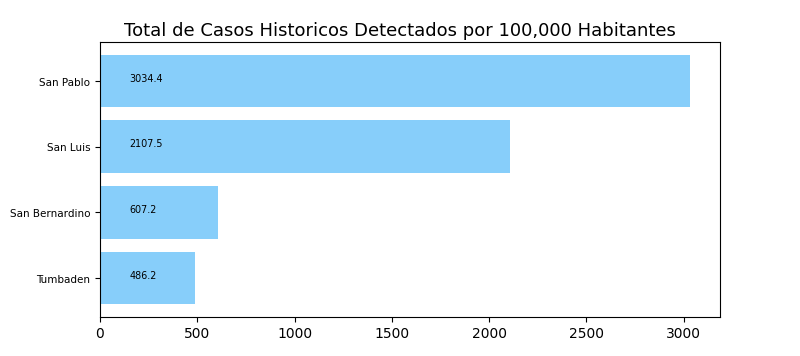 Total de Casos Historicos Detectados por 100,000 Habitantes
San Pablo 3034.4
San Luis 2107.5
San Bernardino 607.2
Tumbaden 486.2
0 500 1000 1500 2000 2500 3000